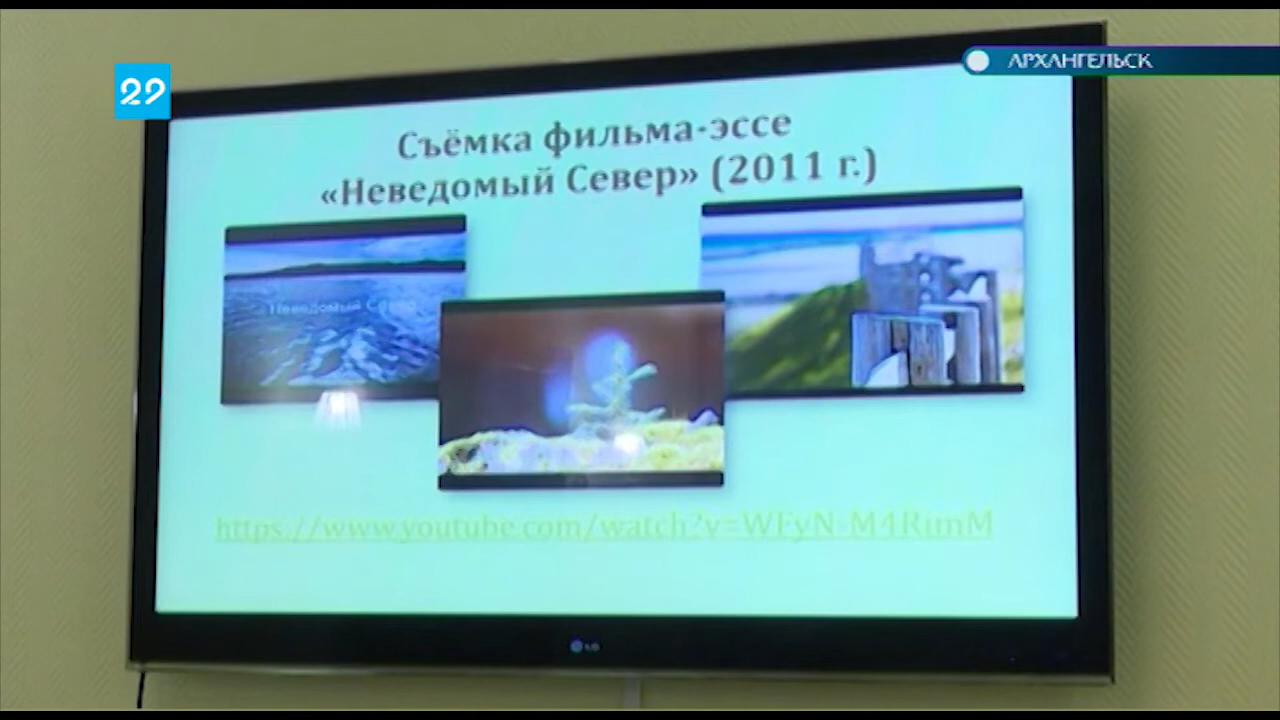 29
АРХАНГЕЛЬСК
Съёмка фильма-эссе
«Неведомый Север» (2011 г.)
Неведомый Север
https://www.youtube.com/watch?v=WFyN-M4RimM
LG